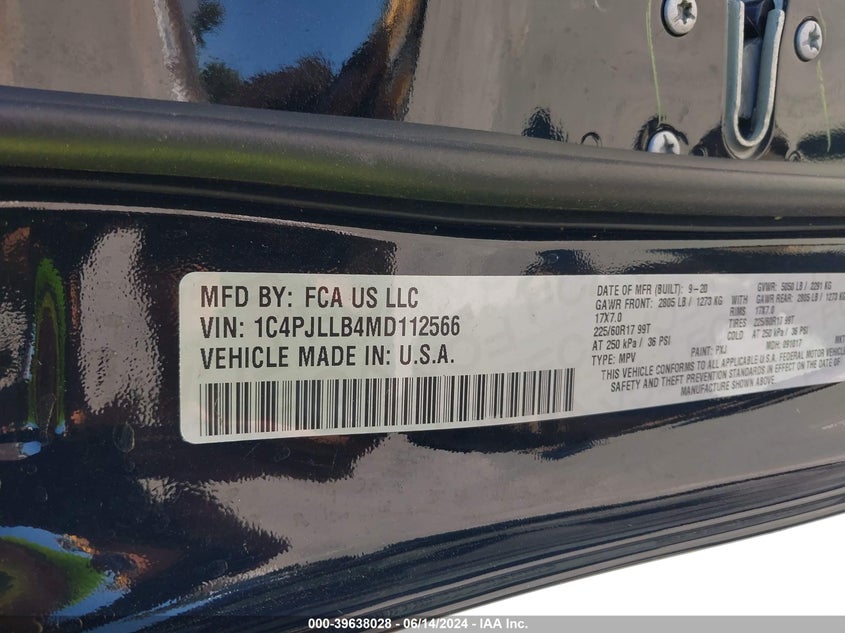 MFD BY: FCA US LLC
VIN: 1C4PJLLB4MD112566
VEHICLE MADE IN: U.S.A.
DATE OF MFR (BUILT): 9-20 GVWR: 5050 LB / 2291 KG
GAWR FRONT: 2805 LB / 1273 KG WITH GAWR REAR: 2805 LB / 1273 KG
17X7.0 RIMS 17X7.0
225/60R17 99T TIRES 225/60R17 99T
AT 250 kPa / 36 PSI COLD AT 250 kPa / 36 PSI
TYPE: MPV PAINT: PXJ MDH: 091017 MKT
THIS VEHICLE CONFORMS TO ALL APPLICABLE U.S.A. FEDERAL MOTOR VEHICLE
SAFETY AND THEFT PREVENTION STANDARDS IN EFFECT ON THE DATE OF
MANUFACTURE SHOWN ABOVE.
000-39638028 - 06/14/2024 - IAA Inc.